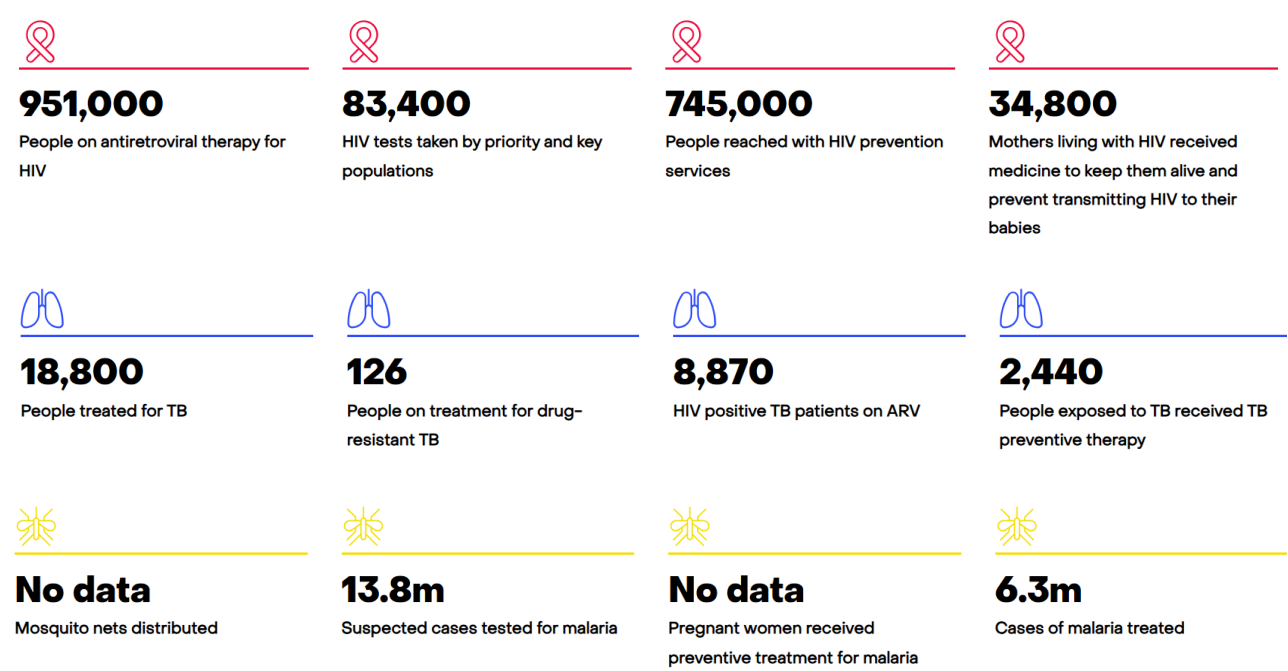 951,000
People on antiretroviral therapy for
HIV
83,400
HIV tests taken by priority and key
populations
745,000
People reached with HIV prevention
services
34,800
Mothers living with HIV received
medicine to keep them alive and
prevent transmitting HIV to their
babies
18,800
People treated for TB
126
People on treatment for drug-
resistant TB
8,870
HIV positive TB patients on ARV
2,440
People exposed to TB received TB
preventive therapy
No data
Mosquito nets distributed
13.8m
Suspected cases tested for malaria
No data
Pregnant women received
preventive treatment for malaria
6.3m
Cases of malaria treated